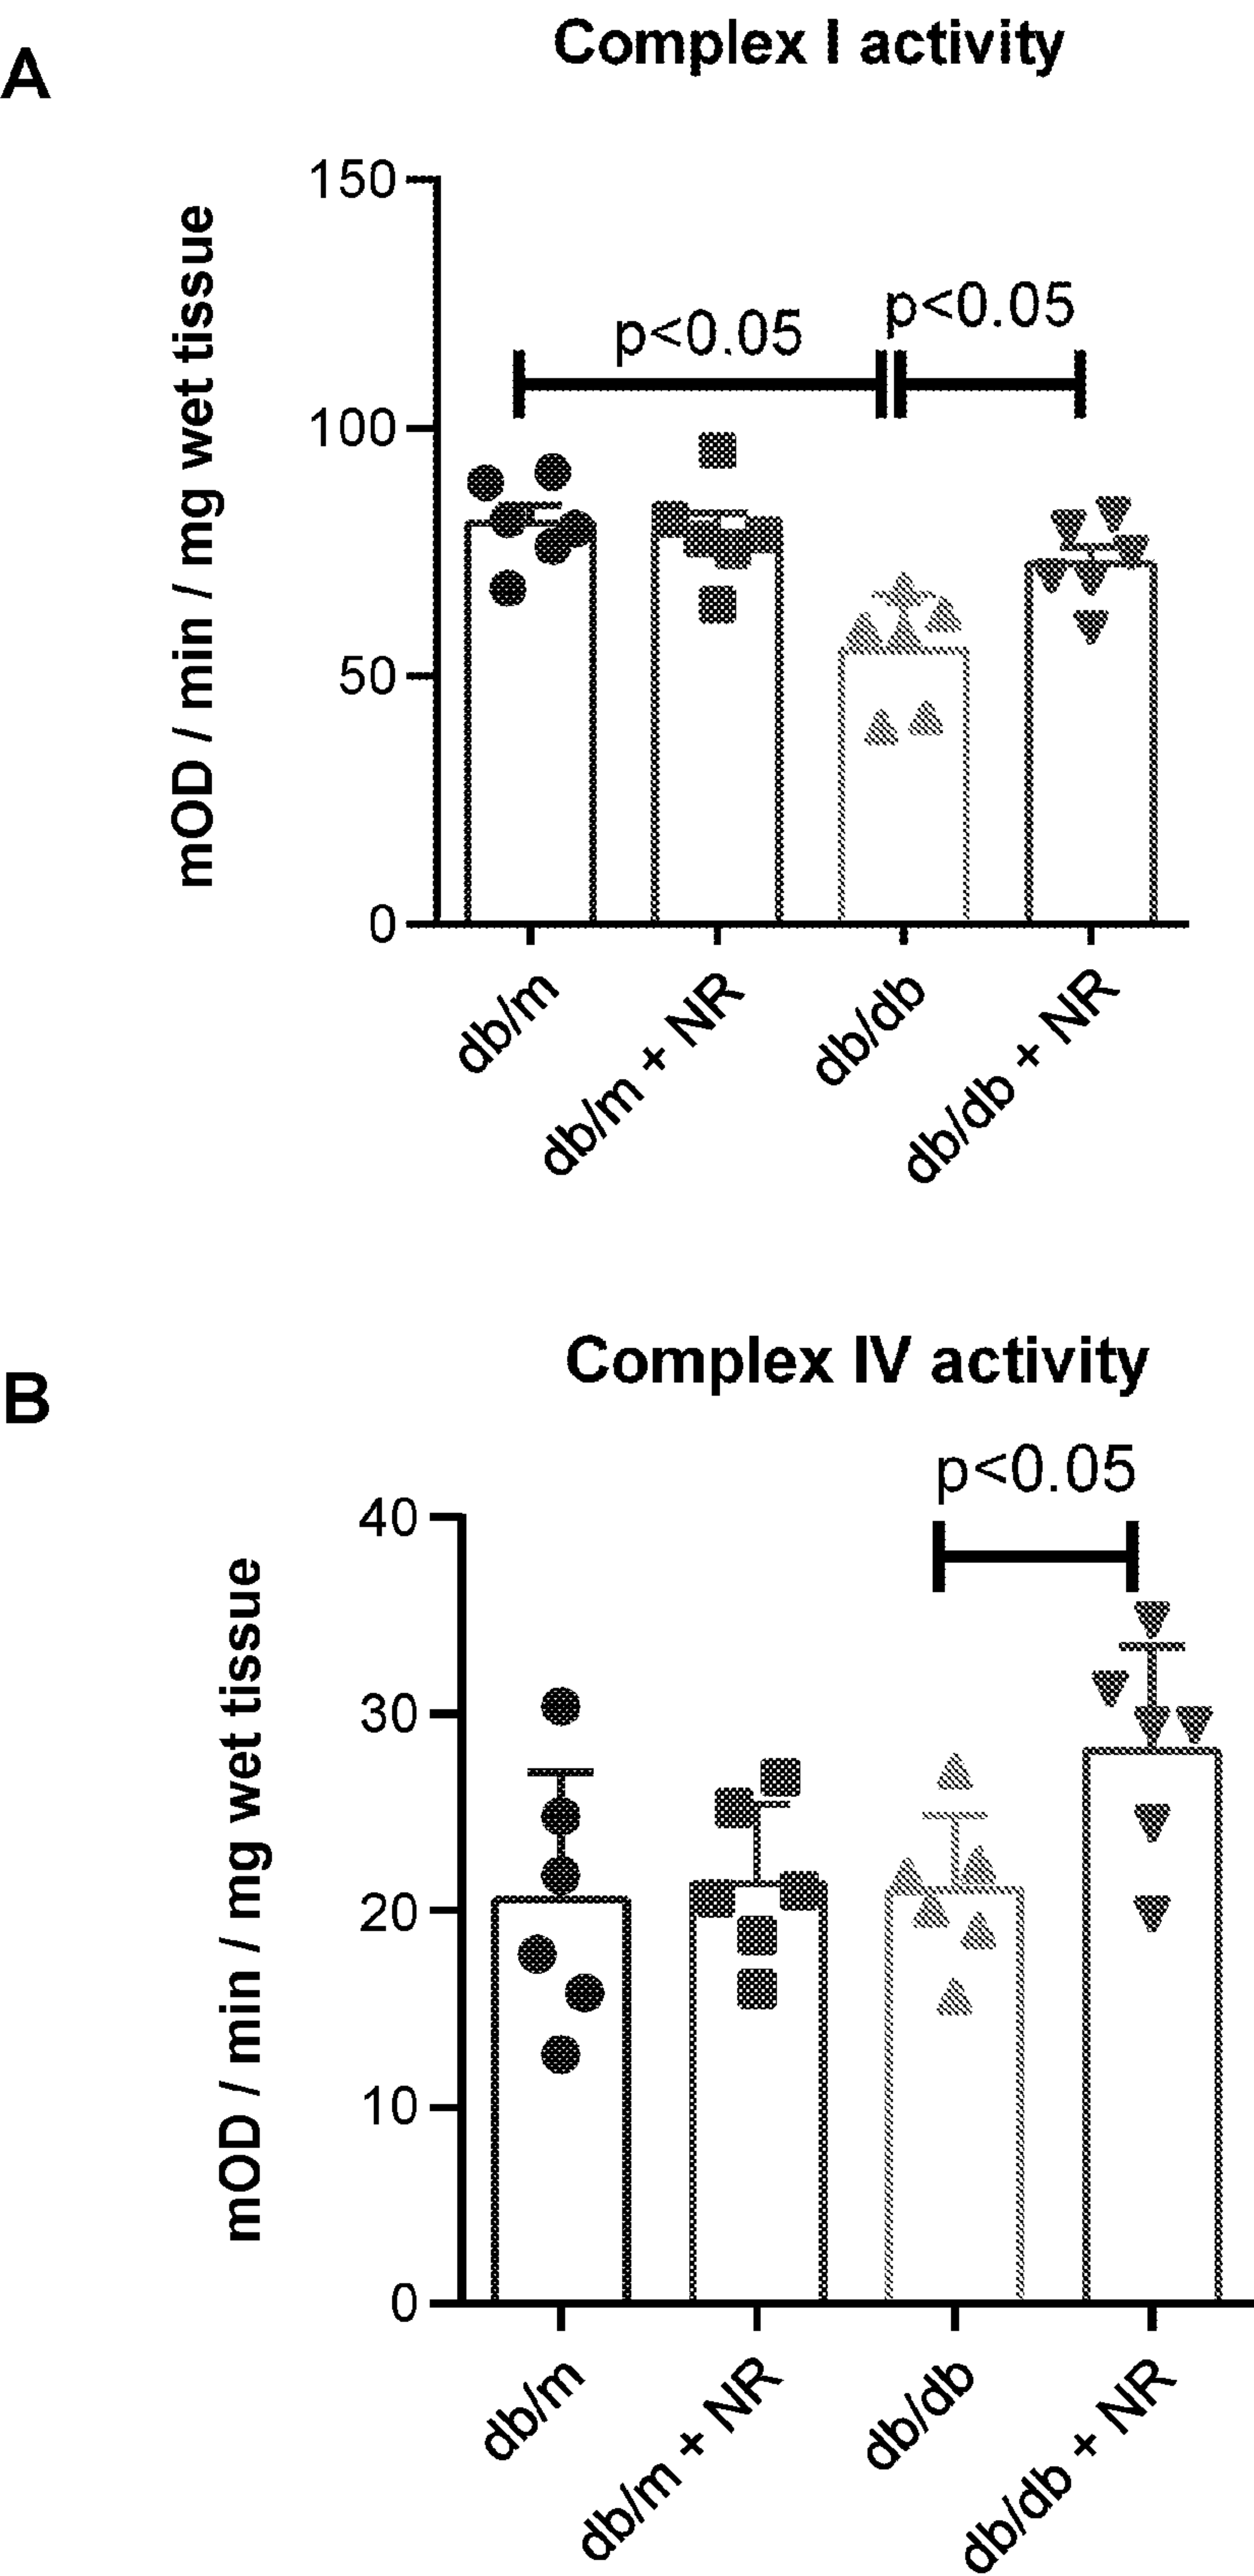 A
Complex I activity
mOD / min / mg wet tissue
150
100
50
0
p<0.05
p<0.05
db/m
db/m + NR
db/db
db/db + NR
B
Complex IV activity
mOD / min / mg wet tissue
p<0.05
40
30
20
10
0
db/m
db/m + NR
db/db
db/db + NR